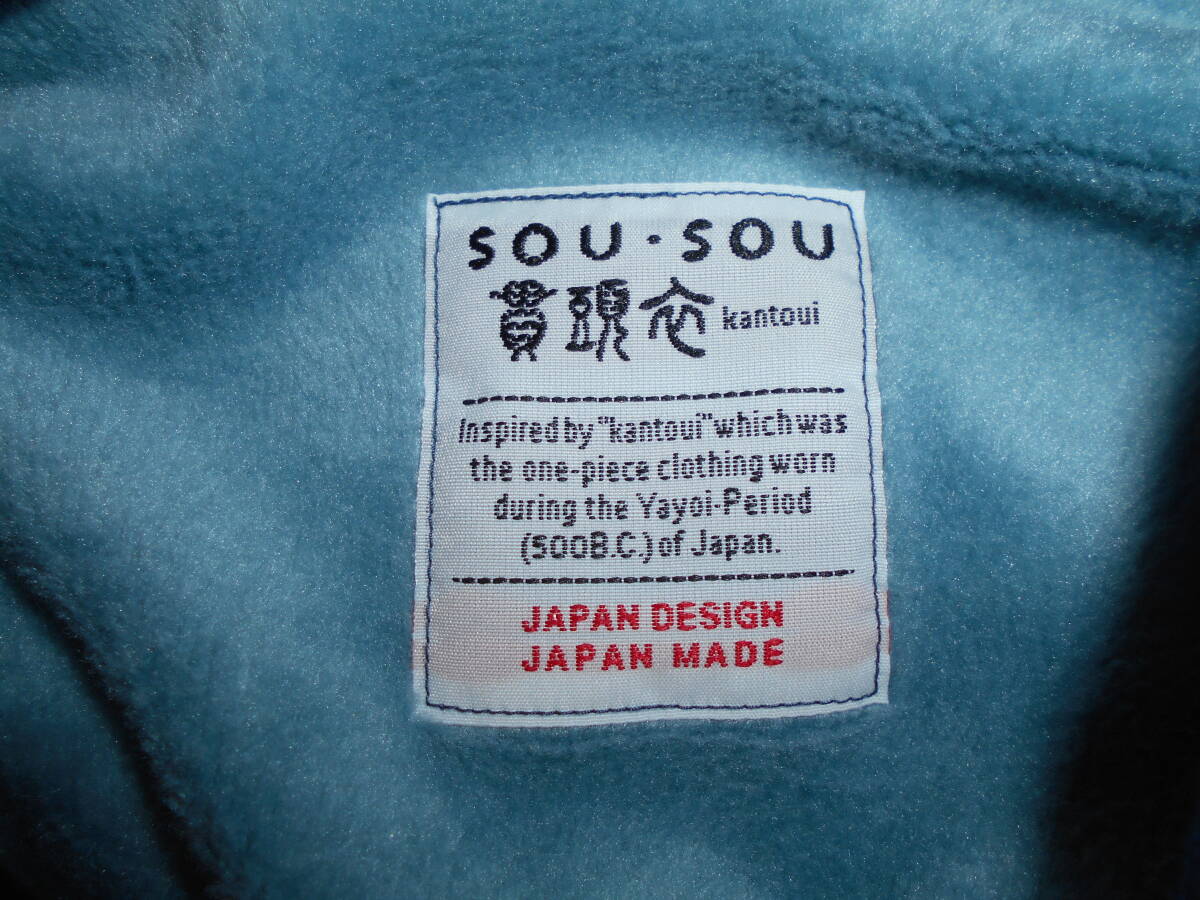 SOU・SOU
貫頭衣 kantoui
Inspired by "kantoui" which was
the one-piece clothing worn
during the Yayoi-Period
(500B.C.) of Japan.
JAPAN DESIGN
JAPAN MADE